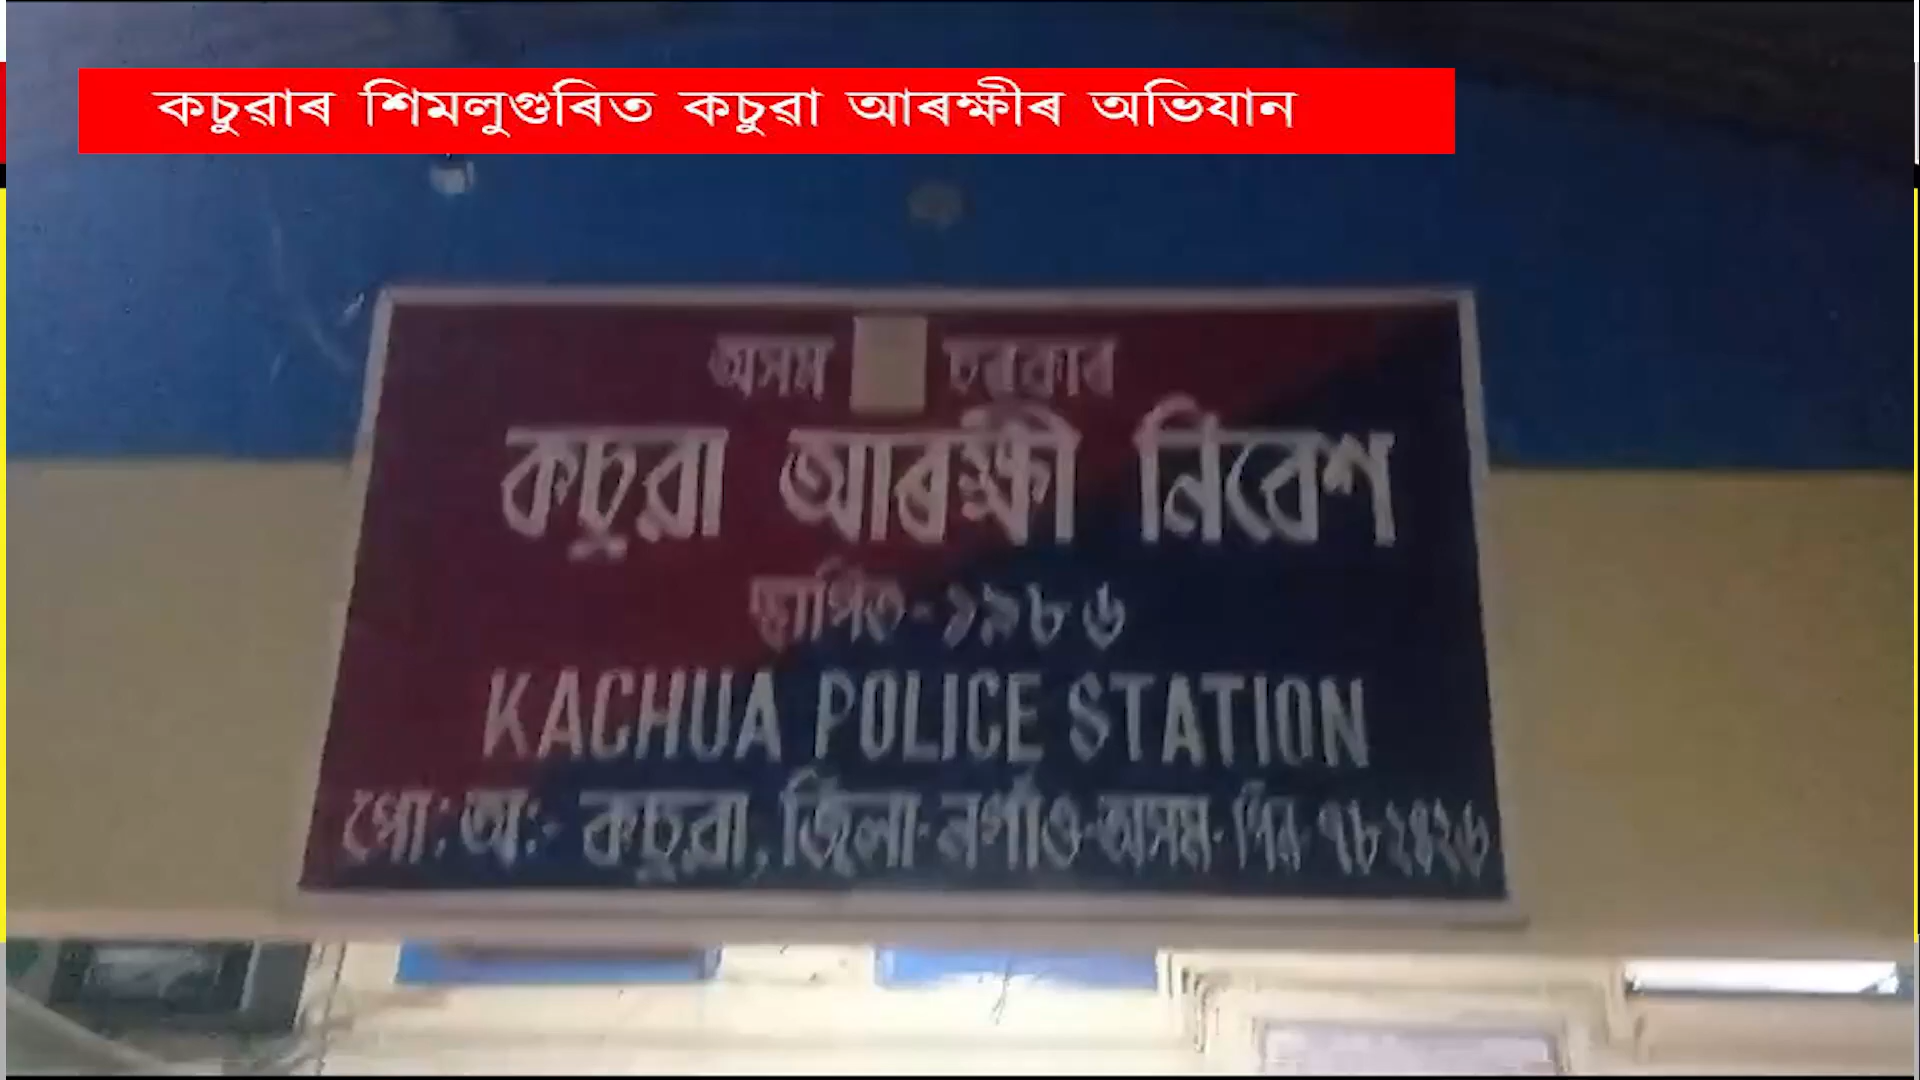 কচুৱাৰ শিমলুগুৰিত কচুৱা আৰক্ষীৰ অভিযান
অসম চৰকাৰ
কচুৱা আৰক্ষী নিৱেশ
স্থাপিত-১৯৮৬
KACHUA POLICE STATION
পো:অ:- কচুৱা, জিলা-নগাঁও-অসম-পিন-৭৮২৪২৬